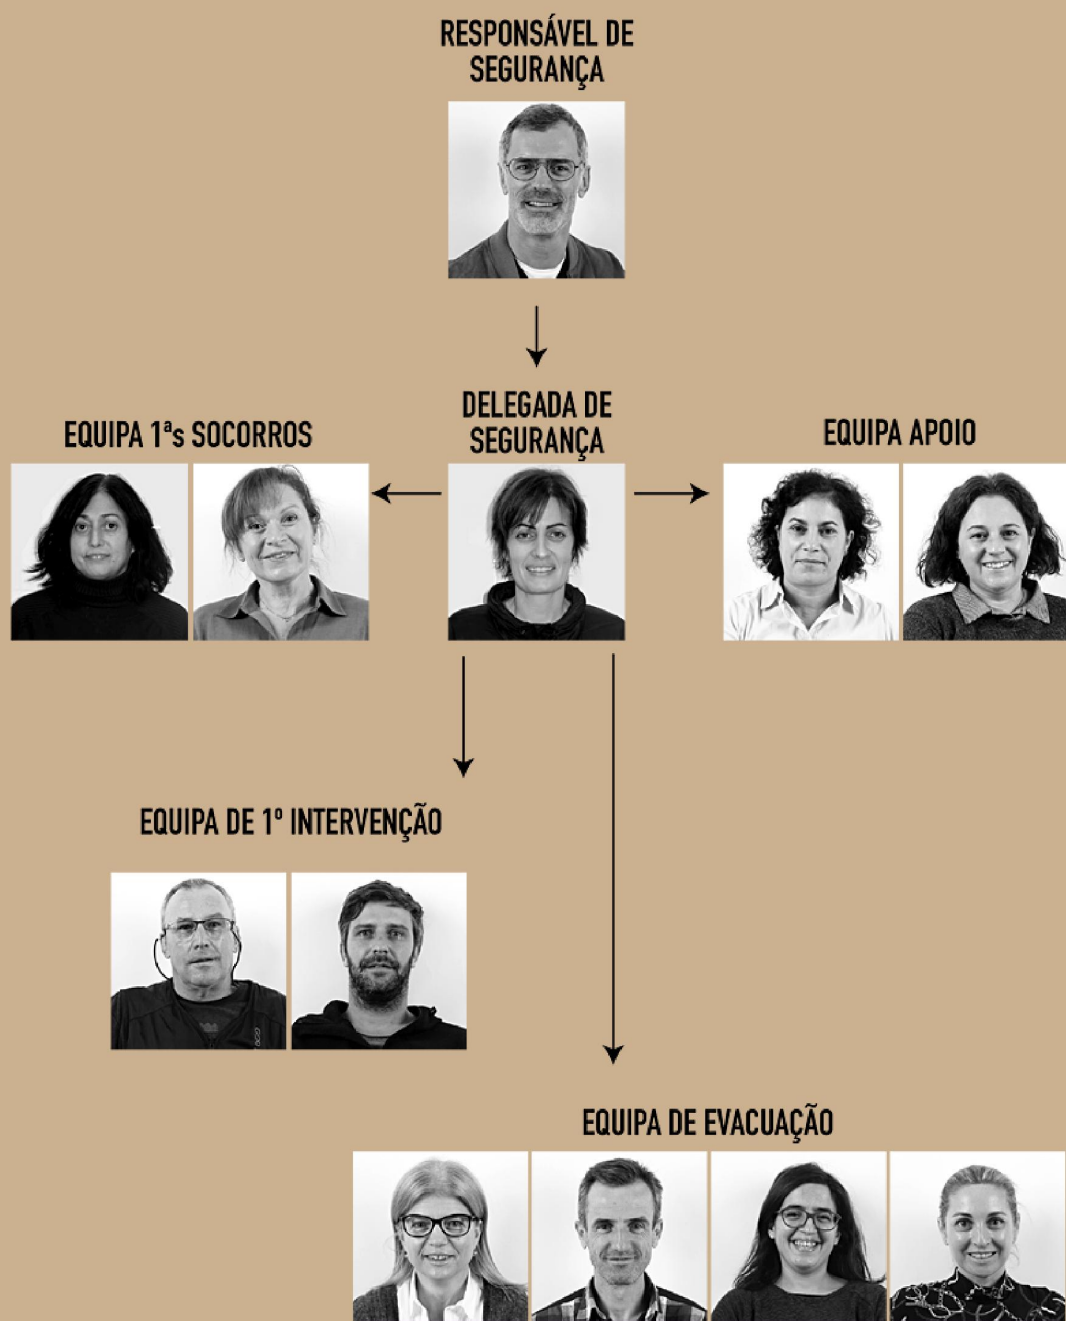 RESPONSÁVEL DE
SEGURANÇA
DELEGADA DE
SEGURANÇA
EQUIPA 1ªs SOCORROS
EQUIPA APOIO
EQUIPA DE 1º INTERVENÇÃO
EQUIPA DE EVACUAÇÃO